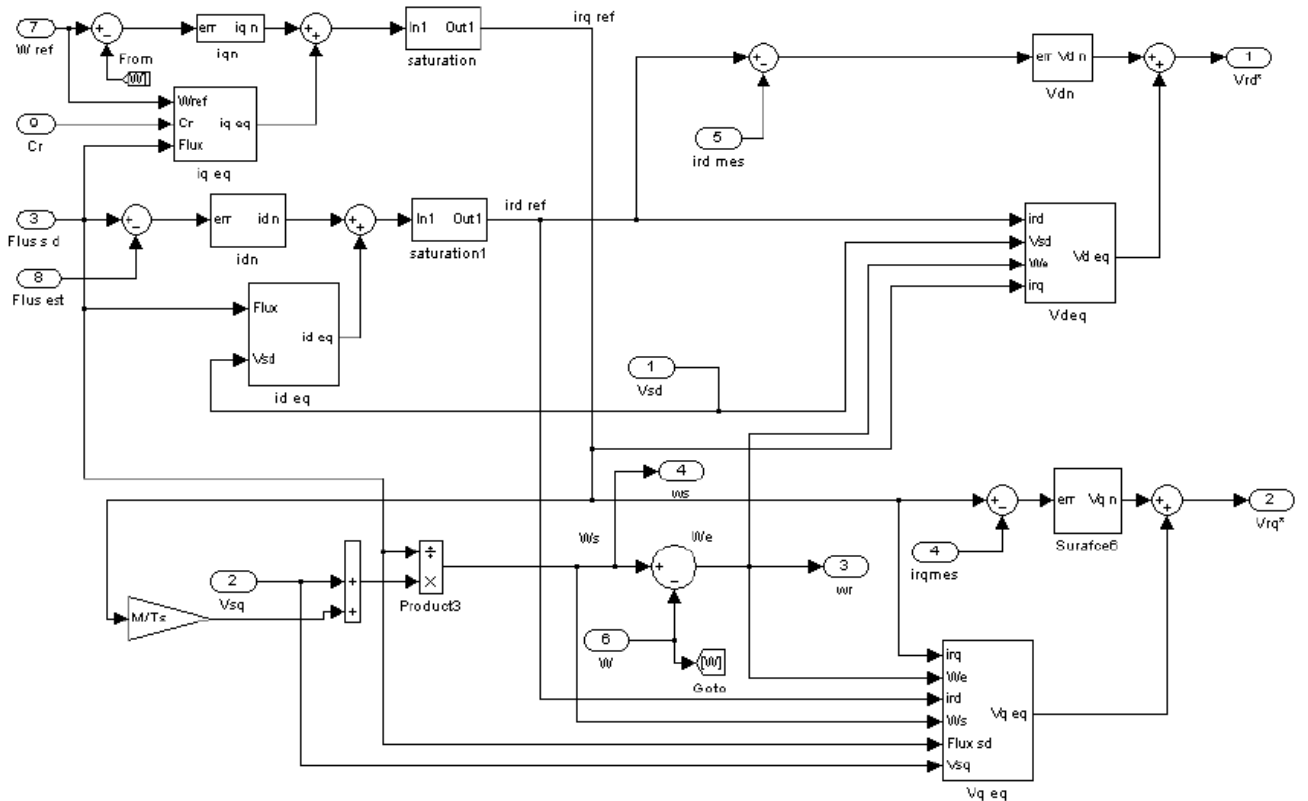 7
W ref
From
[W]
err iq n
iqn
In1 Out1
saturation
irq ref
9
Cr
Wref
Cr
Flux
iq eq
iq eq
5
ird mes
err Vd n
Vdn
1
Vrd*
3
Flus s d
8
Flus est
err id n
idn
In1 Out1
saturation1
ird ref
Flux
Vsd
id eq
id eq
1
Vsd
ird
Vsd
We
irq
Vd eq
Vdeq
4
ws
Ws
We
2
Vsq
M/Ts
Product3
3
wr
6
W
[W]
Goto
4
irqmes
err Vq n
Surafce6
2
Vrq*
irq
We
ird
Ws
Flux sd
Vsq
Vq eq
Vq eq